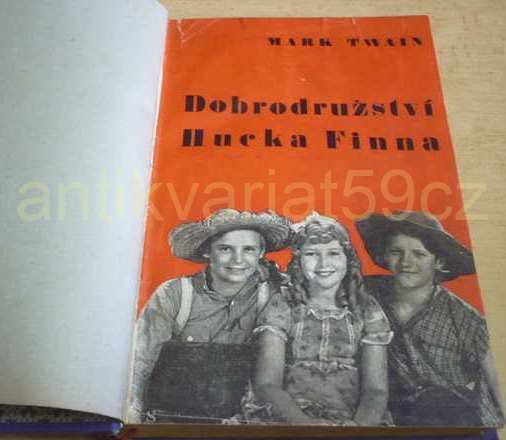 MARK TWAIN
Dobrodružství
Hucka Finna
antikvariat59cz